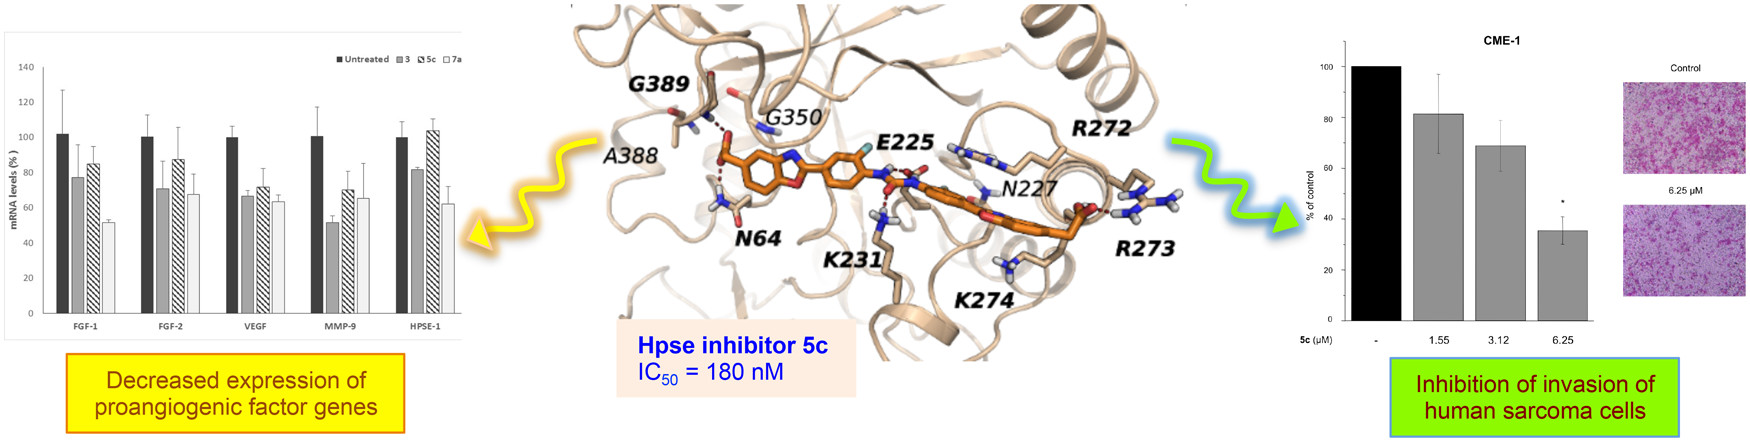 Untreated 3 5c 7a
mRNA levels (% )
140
120
100
80
60
40
20
0
FGF-1 FGF-2 VEGF MMP-9 HPSE-1
Decreased expression of
proangiogenic factor genes
G389
G350
A388
E225
R272
N227
N64
K231
R273
K274
Hpse inhibitor 5c
IC50 = 180 nM
CME-1
% of control
100
80
60
40
20
0
*
5c (µM) - 1.55 3.12 6.25
Control
6.25 µM
Inhibition of invasion of
human sarcoma cells